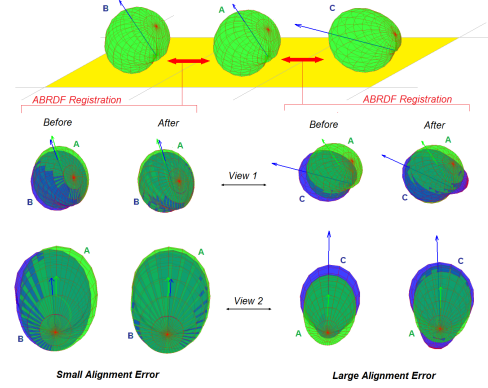 B
A
C
ABRDF Registration
ABRDF Registration
Before
After
Before
After
A
A
A
A
B
B
View 1
C
C
A
A
C
C
View 2
B
B
A
A
Small Alignment Error
Large Alignment Error